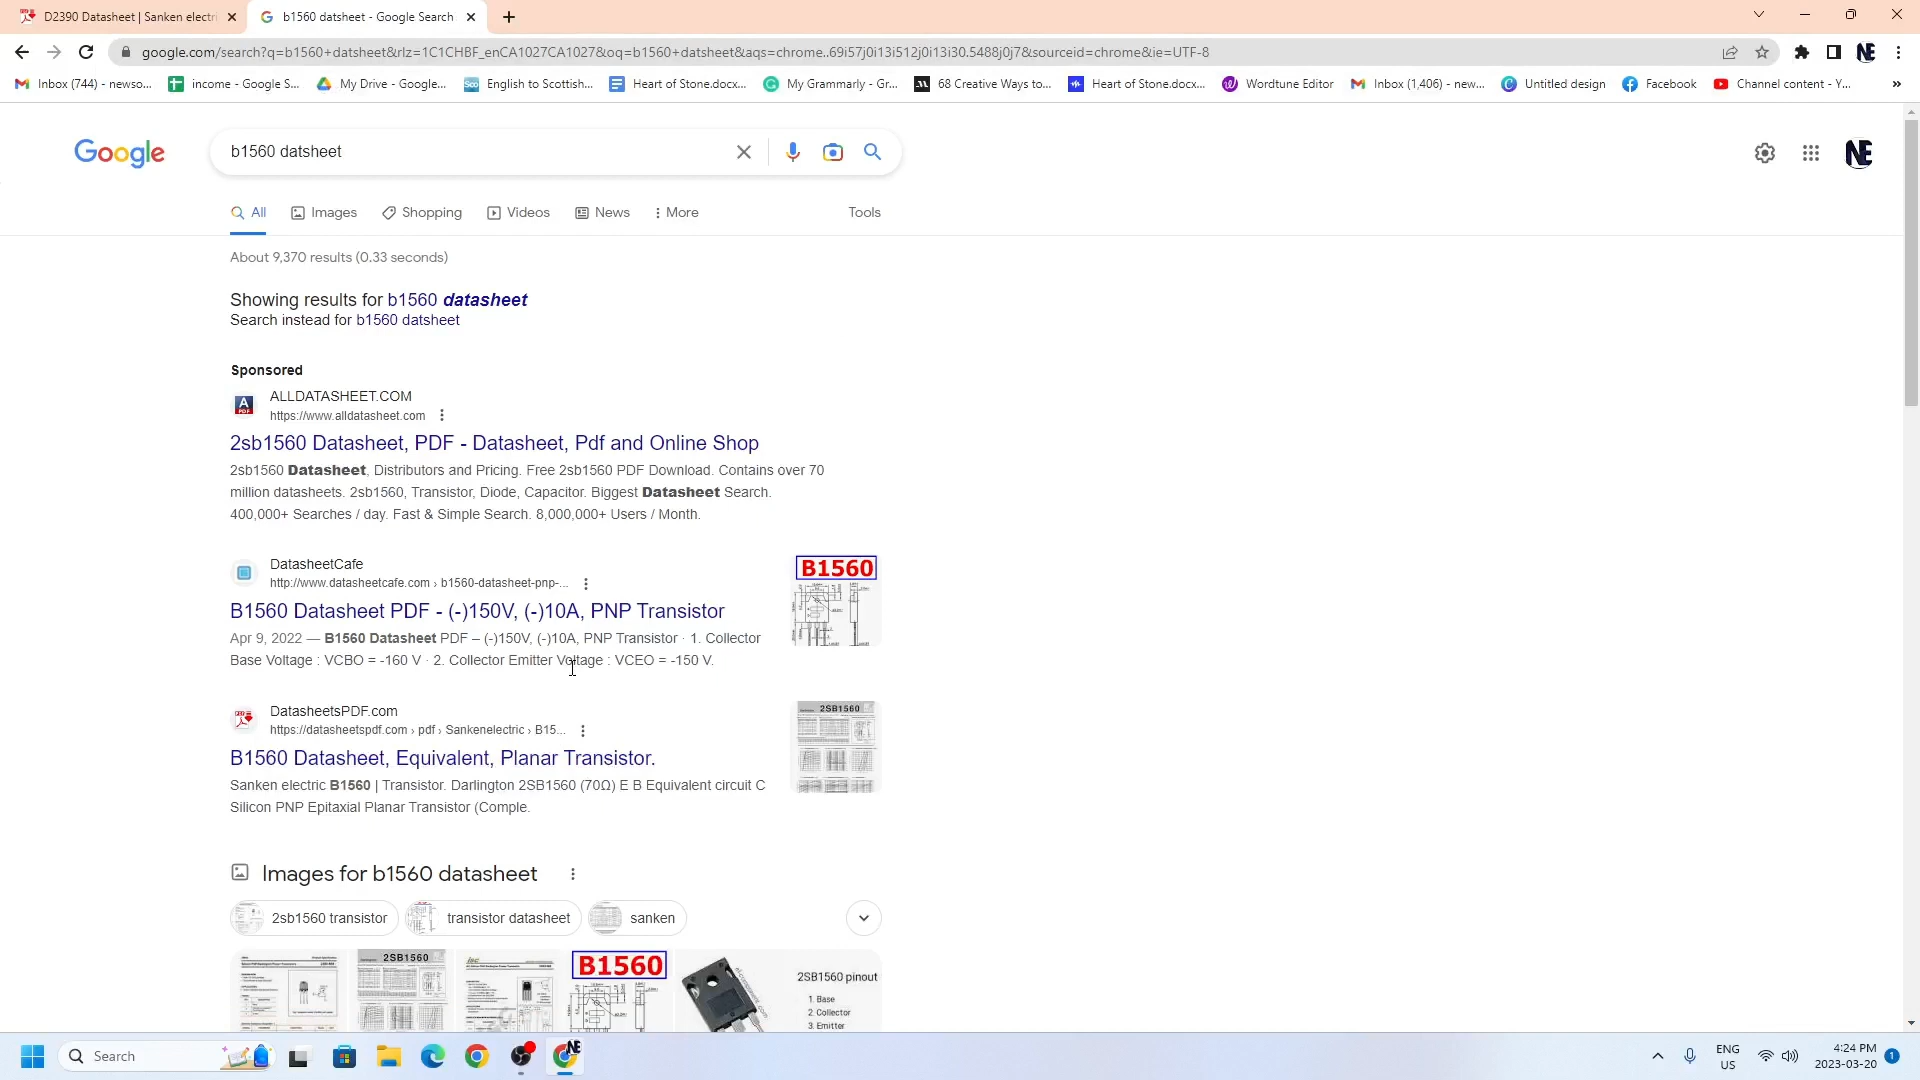 D2390 Datasheet | Sanken electri
b1560 datsheet - Google Search
google.com/search?q=b1560+datsheet&rlz=1C1CHBF_enCA1027CA1027&oq=b1560+datsheet&aqs=chrome..69i57j0i13i512j0i13i30.5488j0j7&sourceid=chrome&ie=UTF-8
NE
Inbox (744) - newso...
income - Google S...
My Drive - Google...
English to Scottish...
Heart of Stone.docx...
My Grammarly - Gr...
68 Creative Ways to...
Heart of Stone.docx...
Wordtune Editor
Inbox (1,406) - new...
Untitled design
Facebook
Channel content - Y...
»
Google
b1560 datsheet
NE
All
Images
Shopping
Videos
News
More
Tools
About 9,370 results (0.33 seconds)
Showing results for b1560 datasheet
Search instead for b1560 datsheet
Sponsored
ALLDATASHEET.COM
https://www.alldatasheet.com
2sb1560 Datasheet, PDF - Datasheet, Pdf and Online Shop
2sb1560 Datasheet, Distributors and Pricing. Free 2sb1560 PDF Download. Contains over 70
million datasheets. 2sb1560, Transistor, Diode, Capacitor. Biggest Datasheet Search.
400,000+ Searches / day. Fast & Simple Search. 8,000,000+ Users / Month.
DatasheetCafe
http://www.datasheetcafe.com › b1560-datasheet-pnp-...
B1560 Datasheet PDF - (-)150V, (-)10A, PNP Transistor
Apr 9, 2022 — B1560 Datasheet PDF – (-)150V, (-)10A, PNP Transistor · 1. Collector
Base Voltage : VCBO = -160 V · 2. Collector Emitter Voltage : VCEO = -150 V.
B1560
DatasheetsPDF.com
https://datasheetspdf.com › pdf › Sankenelectric › B15...
B1560 Datasheet, Equivalent, Planar Transistor.
Sanken electric B1560 | Transistor. Darlington 2SB1560 (70Ω) E B Equivalent circuit C
Silicon PNP Epitaxial Planar Transistor (Comple.
2SB1560
Images for b1560 datasheet
2sb1560 transistor
transistor datasheet
sanken
2SB1560
B1560
2SB1560 pinout
1. Base
2. Collector
3. Emitter
Search
NE
ENG
US
4:24 PM
2023-03-20
1